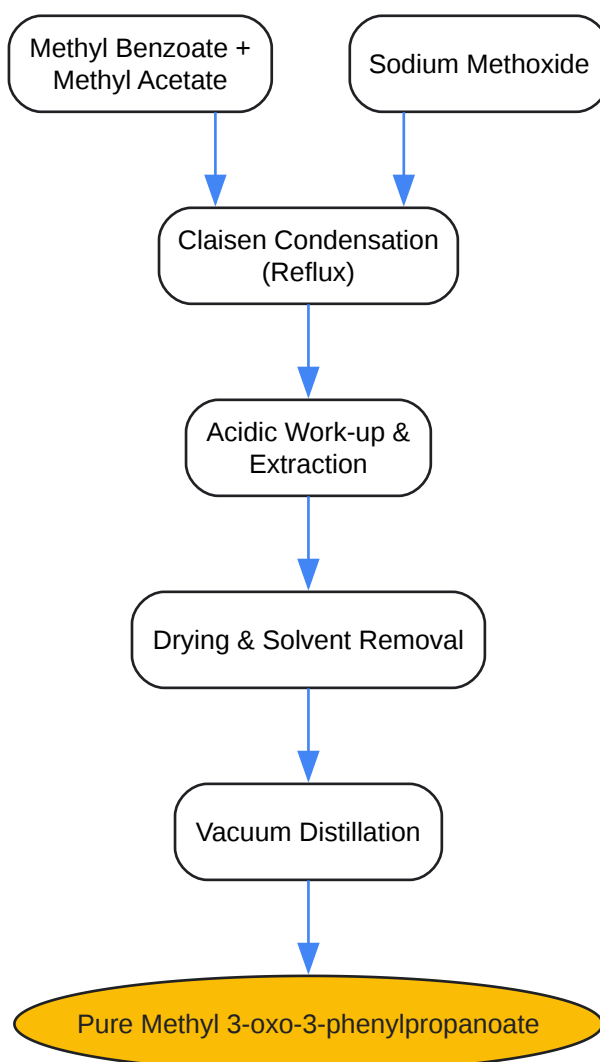 Methyl Benzoate +
Methyl Acetate
Sodium Methoxide
Claisen Condensation
(Reflux)
Acidic Work-up &
Extraction
Drying & Solvent Removal
Vacuum Distillation
Pure Methyl 3-oxo-3-phenylpropanoate